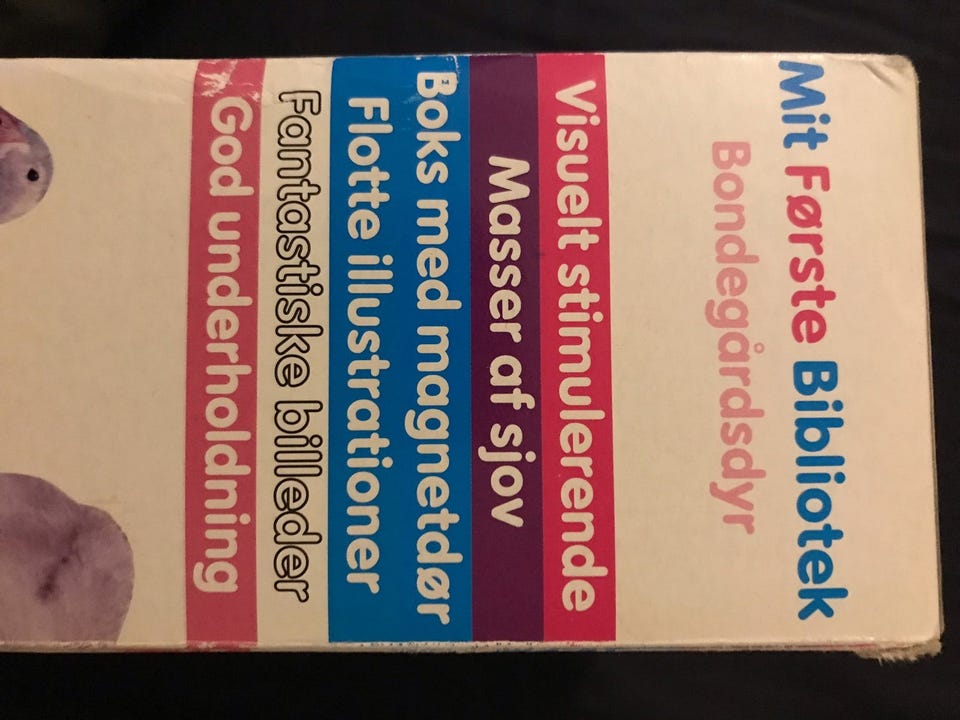 Mit Første Bibliotek
Bondegårdsdyr
Visuelt stimulerende
Masser af sjov
Boks med magnetdør
Flotte illustrationer
Fantastiske billeder
God underholdning